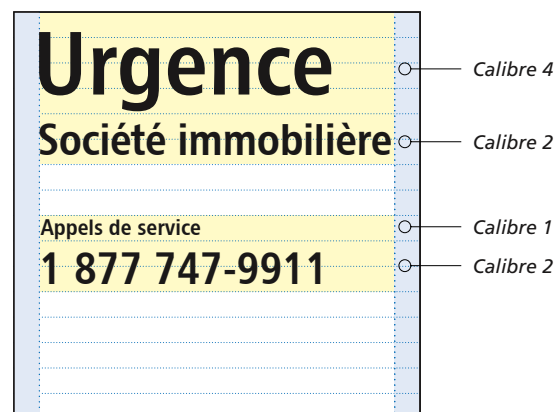 Urgence
Calibre 4
Société immobilière
Calibre 2
Appels de service
Calibre 1
1 877 747-9911
Calibre 2